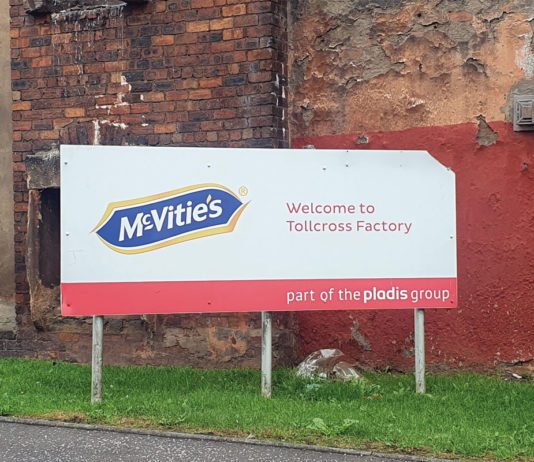 McVitie's®
Welcome to
Tollcross Factory
part of the pladis group